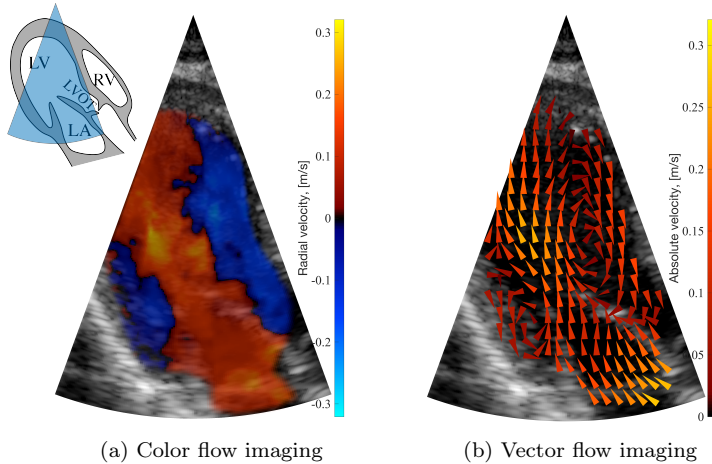 LV
RV
LVOT
LA
0.3
0.2
0.1
0
-0.1
-0.2
-0.3
Radial velocity, [m/s]
0.3
0.25
0.2
0.15
0.1
05
0
Absolute velocity, [m/s]
(a) Color flow imaging
(b) Vector flow imaging